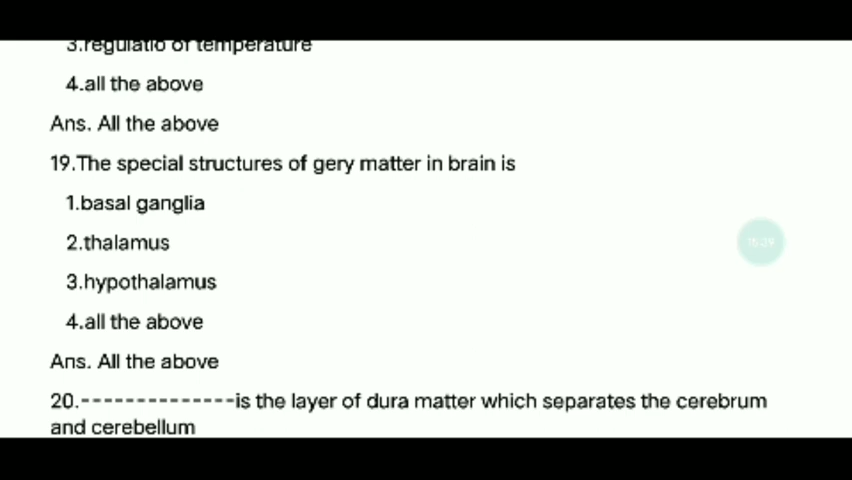 3.regulatio of temperature
4.all the above
Ans. All the above
19.The special structures of gery matter in brain is
1.basal ganglia
2.thalamus
3.hypothalamus
4.all the above
Ans. All the above
20.---------------is the layer of dura matter which separates the cerebrum
and cerebellum
15:29